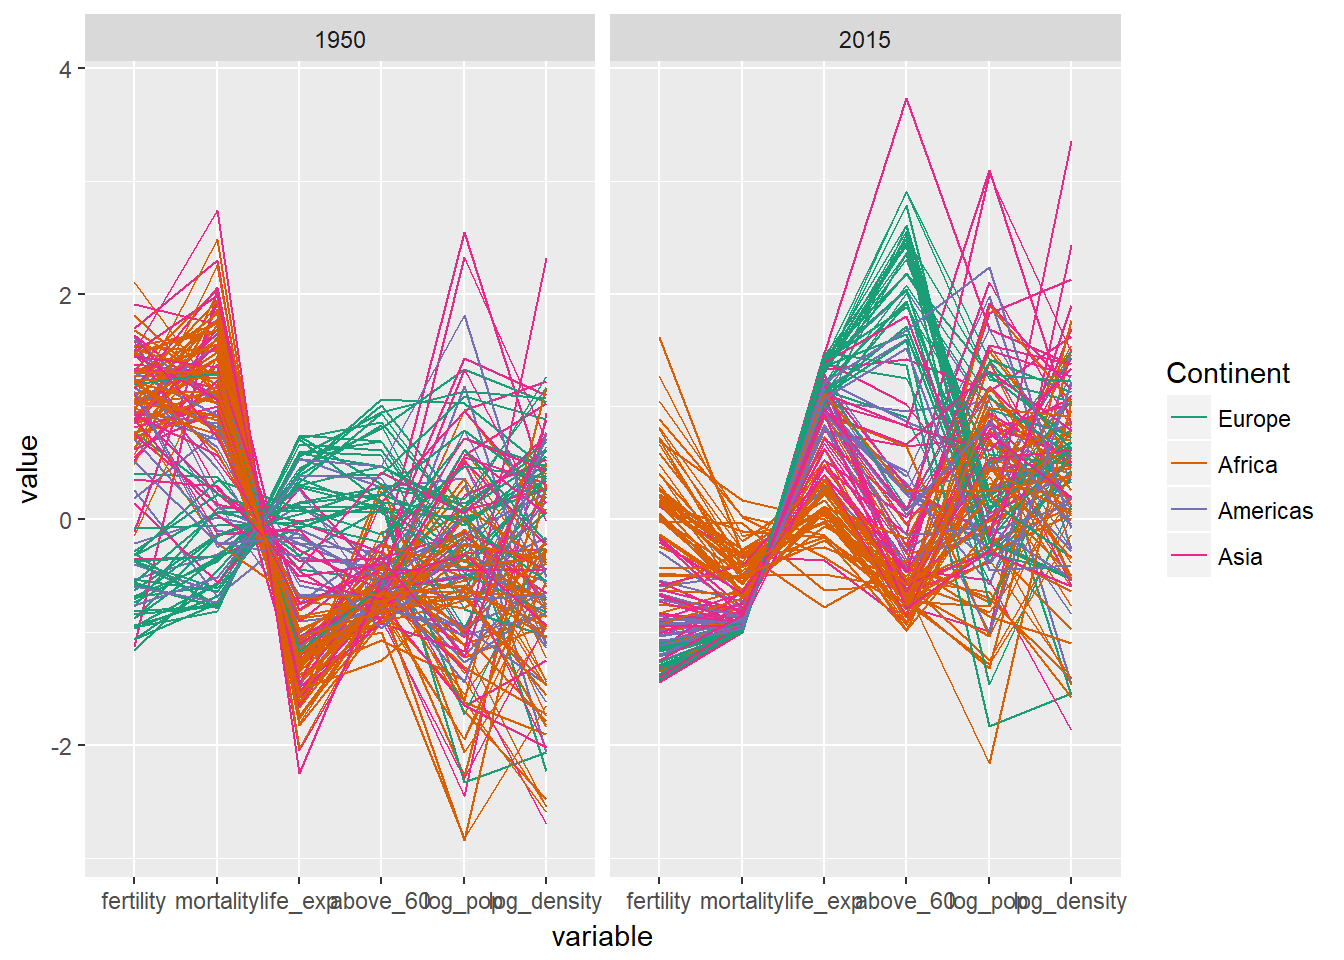 1950
2015
4
2
0
-2
value
fertility mortality life_exp above_60 log_pop log_density
fertility mortality life_exp above_60 log_pop log_density
variable
Continent
Europe
Africa
Americas
Asia